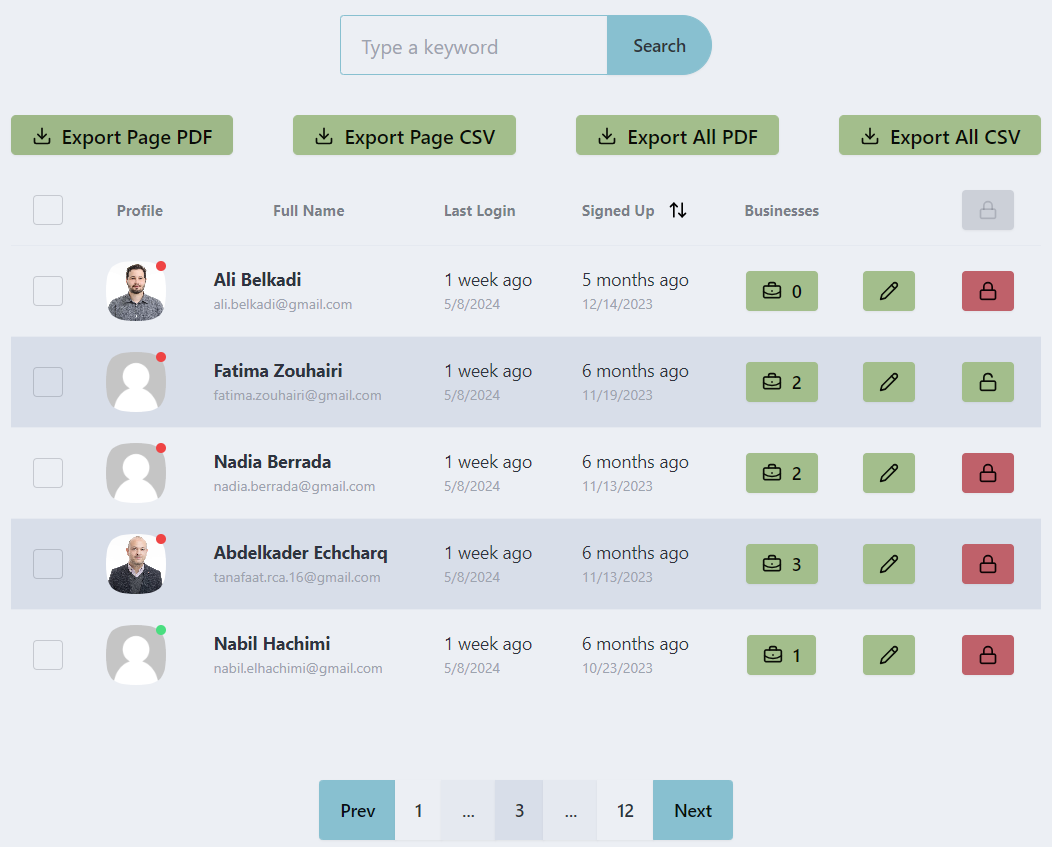 Type a keyword
Search
Export Page PDF
Export Page CSV
Export All PDF
Export All CSV
Profile
Full Name
Last Login
Signed Up
Businesses
Ali Belkadi
ali.belkadi@gmail.com
1 week ago
5/8/2024
5 months ago
12/14/2023
0
Fatima Zouhairi
fatima.zouhairi@gmail.com
1 week ago
5/8/2024
6 months ago
11/19/2023
2
Nadia Berrada
nadia.berrada@gmail.com
1 week ago
5/8/2024
6 months ago
11/13/2023
2
Abdelkader Echcharq
tanafaat.rca.16@gmail.com
1 week ago
5/8/2024
6 months ago
11/13/2023
3
Nabil Hachimi
nabil.elhachimi@gmail.com
1 week ago
5/8/2024
6 months ago
10/23/2023
1
Prev
1
...
3
...
12
Next